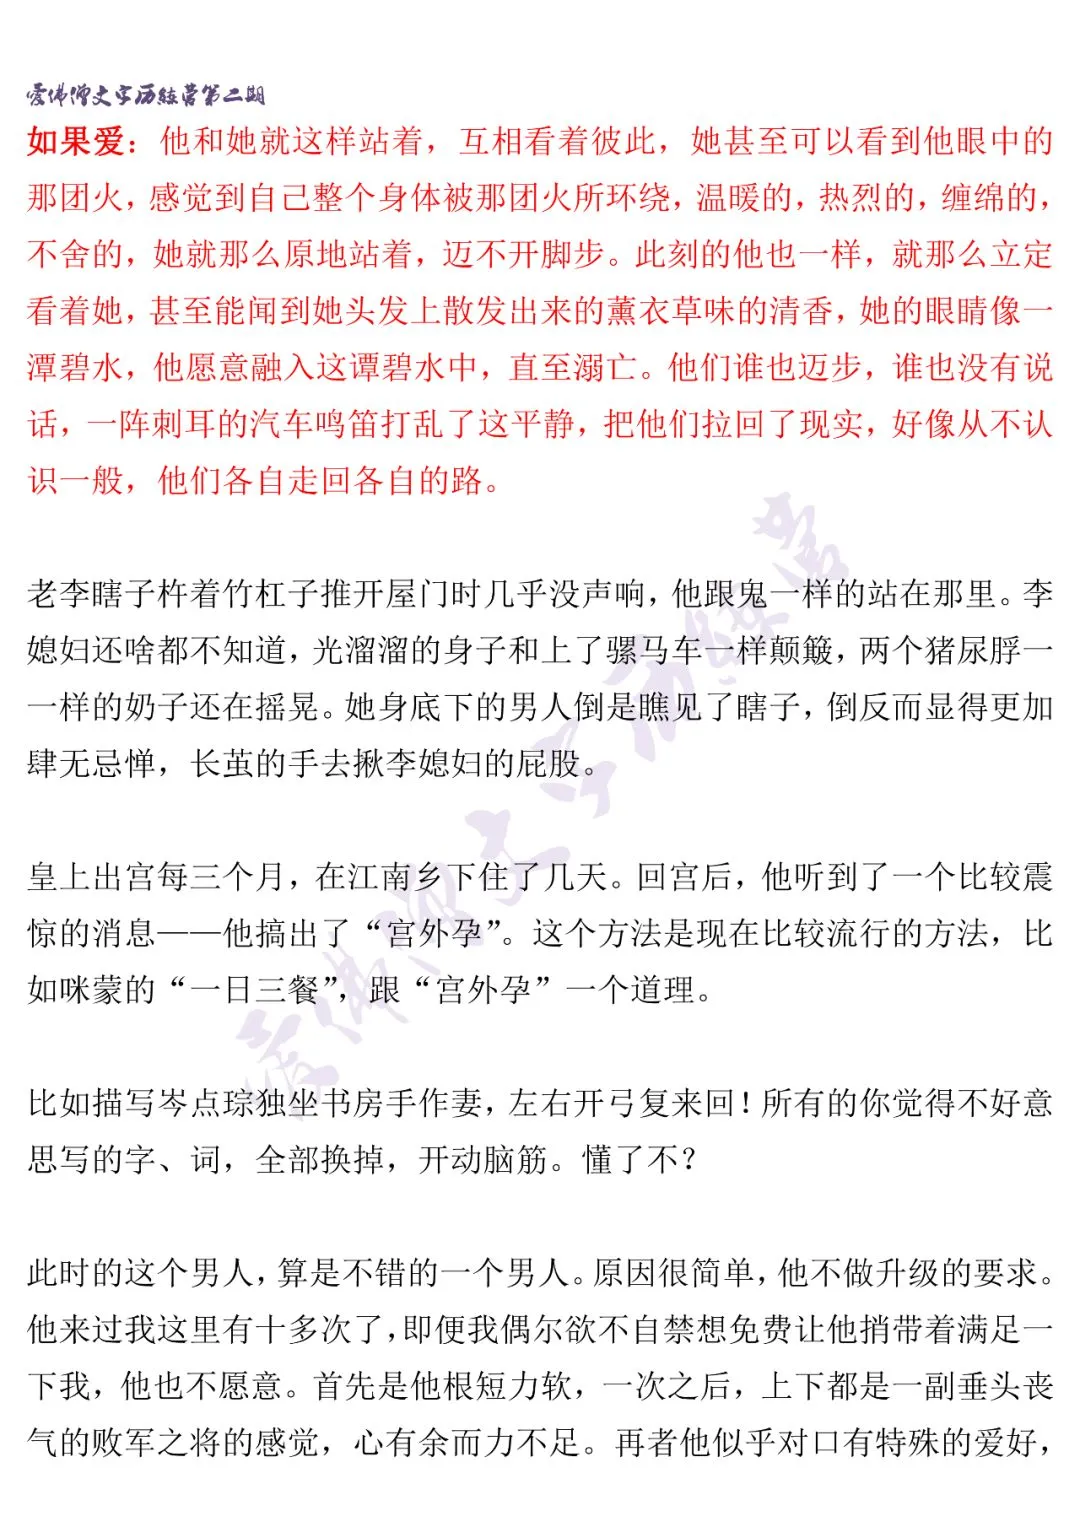 爱佛僧文字历练营第二期
如果爱：他和她就这样站着，互相看着彼此，她甚至可以看到他眼中的
那团火，感觉到自己整个身体被那团火所环绕，温暖的，热烈的，缠绵的，
不舍的，她就那么原地站着，迈不开脚步。此刻的他也一样，就那么立定
看着她，甚至能闻到她头发上散发出来的薰衣草味的清香，她的眼睛像一
潭碧水，他愿意融入这谭碧水中，直至溺亡。他们谁也迈步，谁也没有说
话，一阵刺耳的汽车鸣笛打乱了这平静，把他们拉回了现实，好像从不认
识一般，他们各自走回各自的路。
老李瞎子杵着竹杠子推开屋门时几乎没声响，他跟鬼一样的站在那里。李
媳妇还啥都不知道，光溜溜的身子和上了骡马车一样颠簸，两个猪尿脬一
一样的奶子还在摇晃。她身底下的男人倒是瞧见了瞎子，倒反而显得更加
肆无忌惮，长茧的手去揪李媳妇的屁股。
皇上出宫每三个月，在江南乡下住了几天。回宫后，他听到了一个比较震
惊的消息——他搞出了“宫外孕”。这个方法是现在比较流行的方法，比
如咪蒙的“一日三餐”，跟“宫外孕”一个道理。
比如描写岑点琮独坐书房手作妻，左右开弓复来回！所有的你觉得不好意
思写的字、词，全部换掉，开动脑筋。懂了不？
此时的这个男人，算是不错的一个男人。原因很简单，他不做升级的要求。
他来过我这里有十多次了，即便我偶尔欲不自禁想免费让他捎带着满足一
下我，他也不愿意。首先是他根短力软，一次之后，上下都是一副垂头丧
气的败军之将的感觉，心有余而力不足。再者他似乎对口有特殊的爱好，
爱佛僧文字历练营